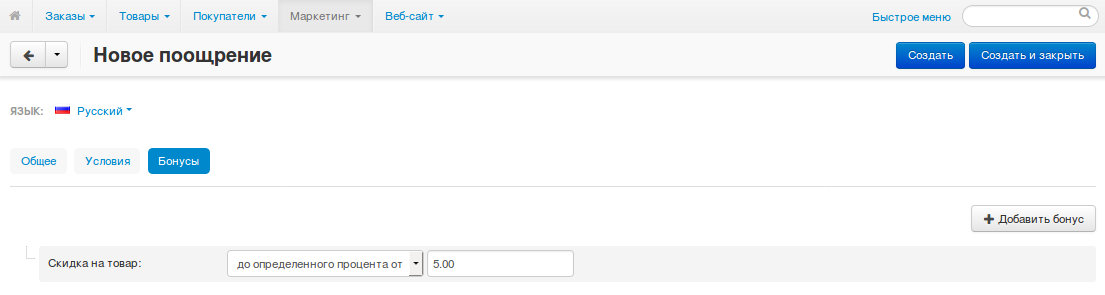 Заказы Товары Покупатели Маркетинг Веб-сайт Быстрое меню
Новое поощрение Создать Создать и закрыть
ЯЗЫК: Русский
Общее Условия Бонусы
Добавить бонус
Скидка на товар: до определенного процента от 5.00